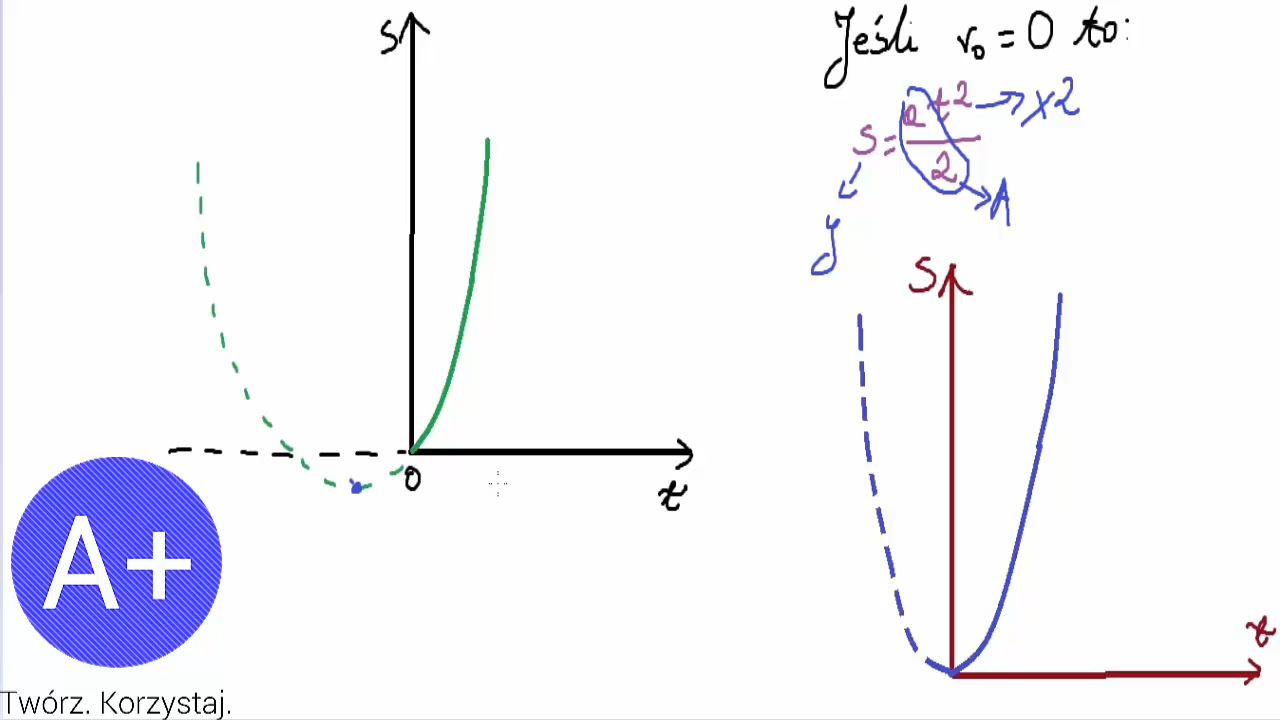 S
0
t
Jeśli v₀ = 0 to:
s = at²/2
→ x2
→ A
y
S
t
A+
Twórz. Korzystaj.